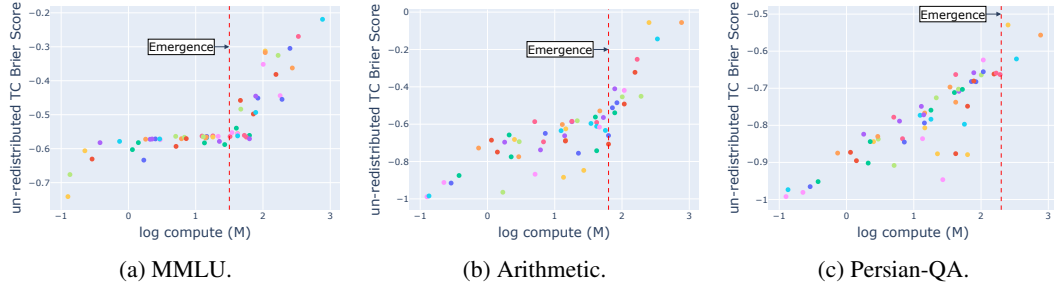 un-redistributed TC Brier Score
−0.2
−0.3
−0.4
−0.5
−0.6
−0.7
Emergence
−1
0
1
2
3
log compute (M)
(a) MMLU.
un-redistributed TC Brier Score
0
−0.2
−0.4
−0.6
−0.8
−1
Emergence
−1
0
1
2
3
log compute (M)
(b) Arithmetic.
un-redistributed TC Brier Score
−0.5
−0.6
−0.7
−0.8
−0.9
−1
Emergence
−1
0
1
2
3
log compute (M)
(c) Persian-QA.